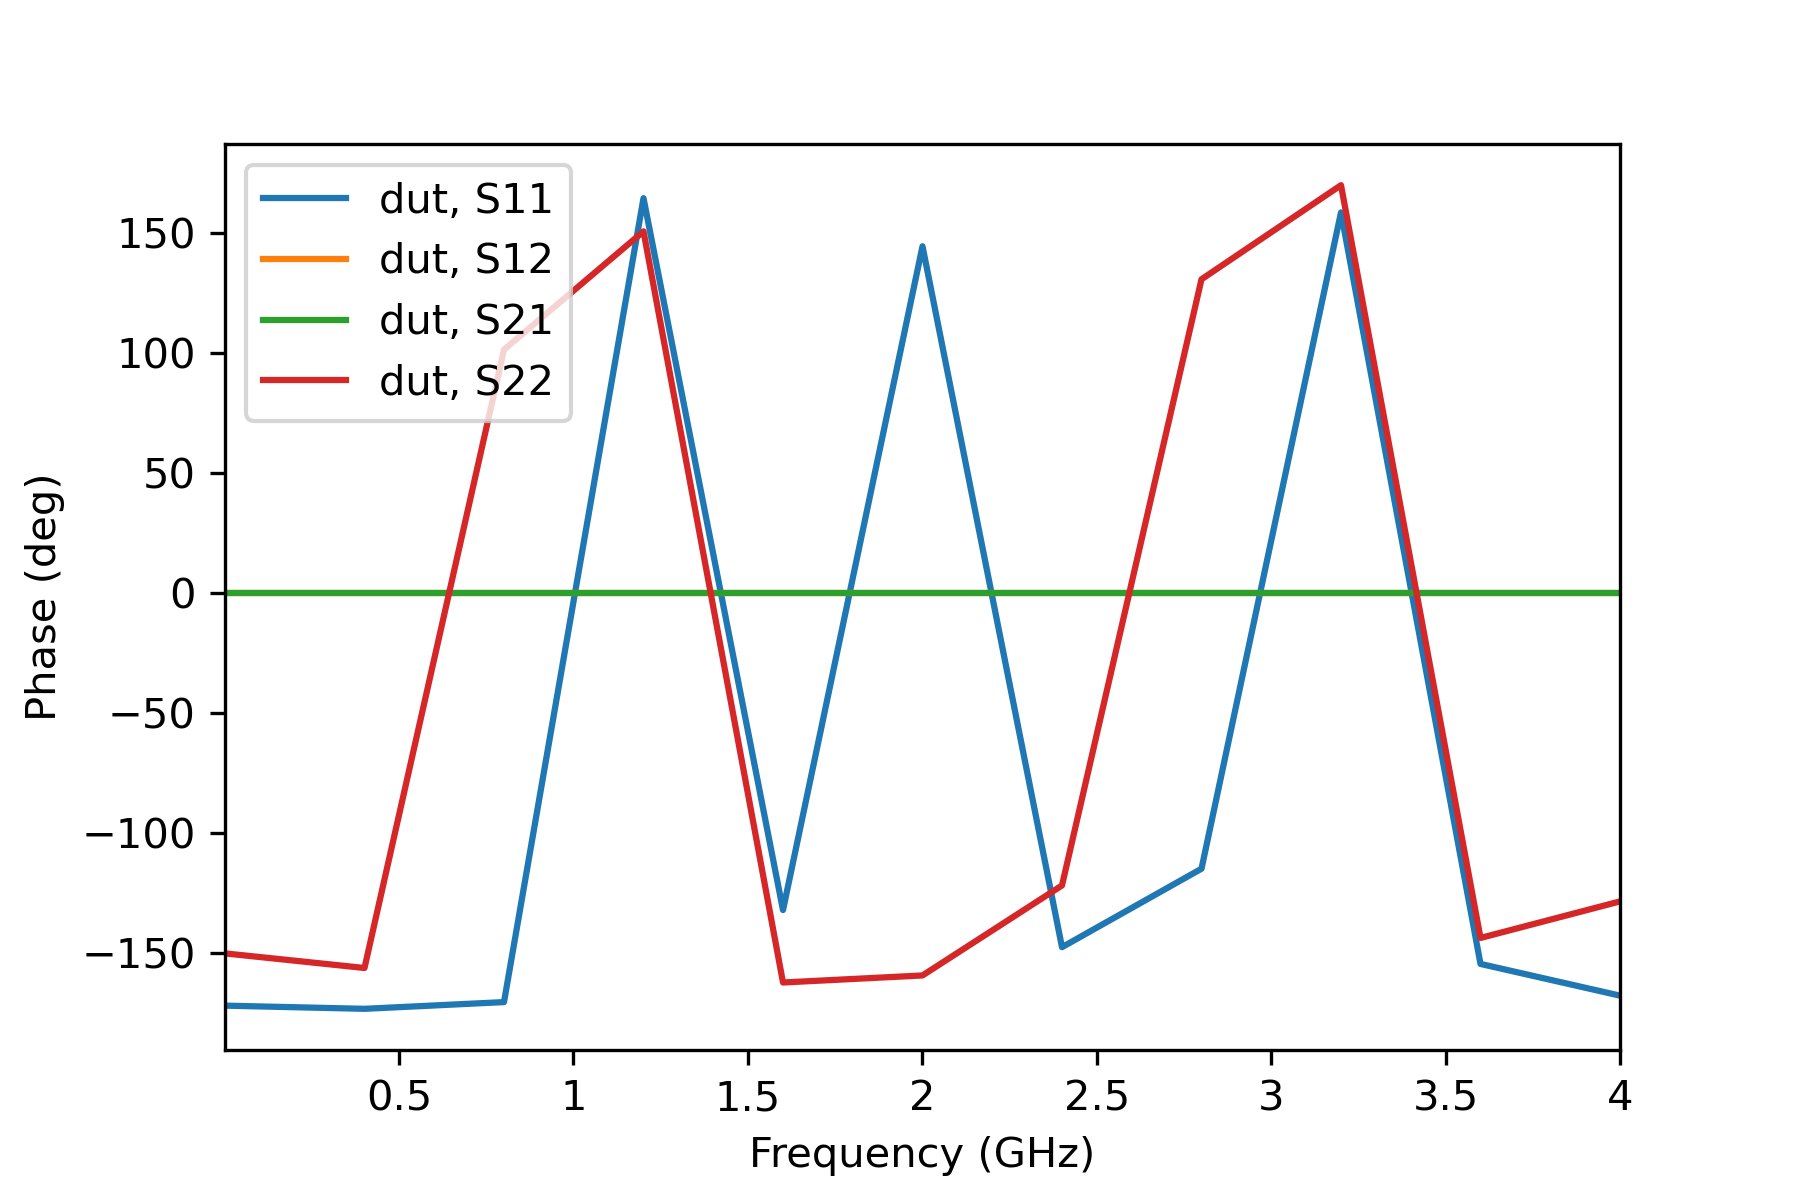 dut, S11
dut, S12
dut, S21
dut, S22
150
100
50
0
−50
−100
−150
Phase (deg)
0.5 1 1.5 2 2.5 3 3.5 4
Frequency (GHz)